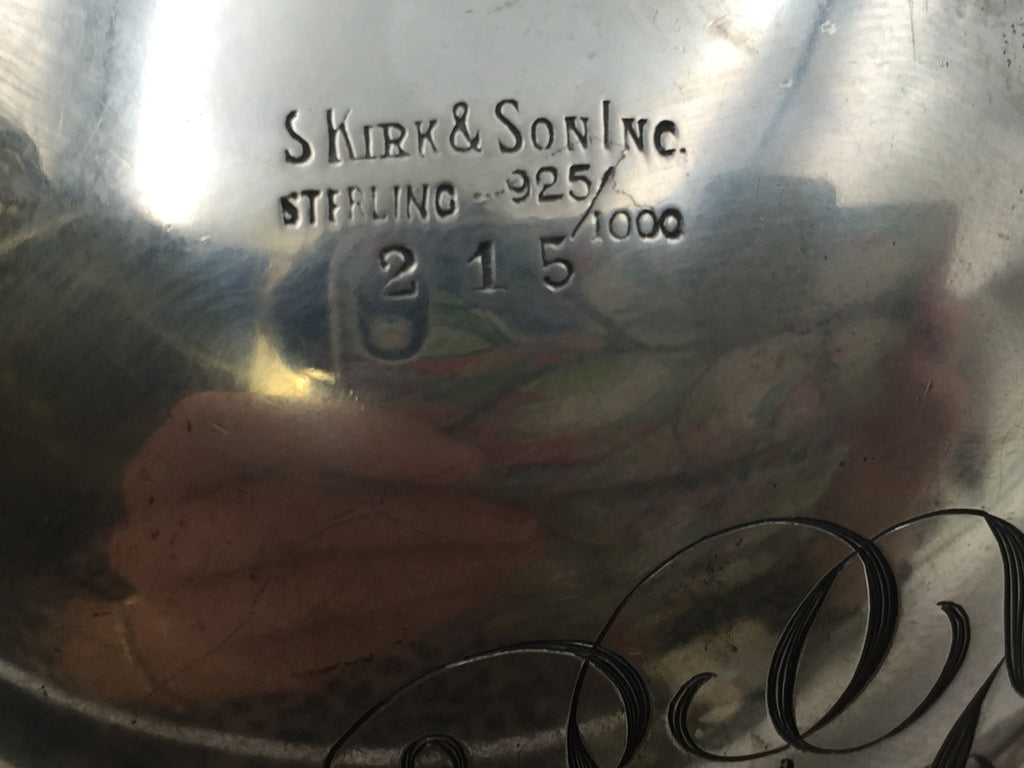 S KIRK & SON INC.
STERLING 925/1000
215